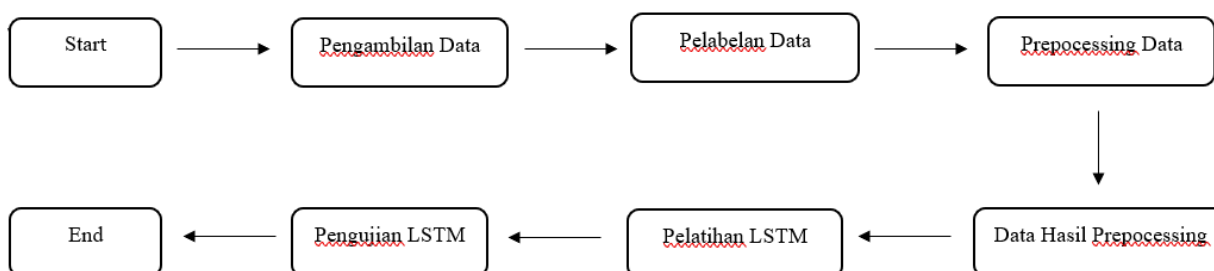 Start
Pengambilan Data
Pelabelan Data
Prepocessing Data
Data Hasil Prepocessing
Pelatihan LSTM
Pengujian LSTM
End